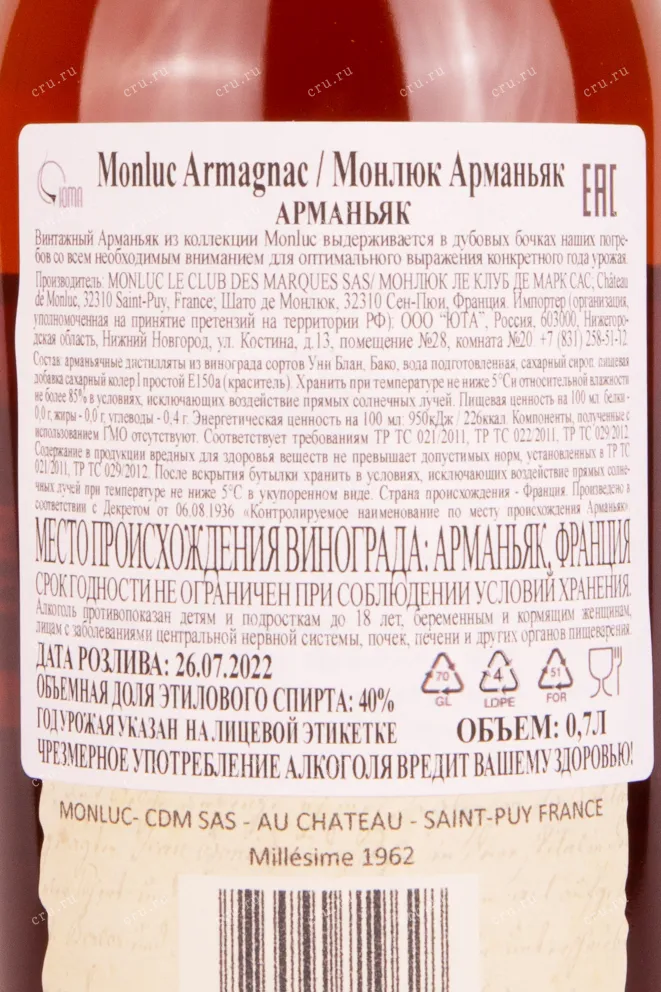 Monluc Armagnac / Монлюк Арманьяк
ЮТА
EAC
АРМАНЬЯК
Винтажный Арманьяк из коллекции Monluc выдерживается в дубовых бочках наших погре-
бов со всем необходимым вниманием для оптимального выражения конкретного года урожая.
Производитель: MONLUC LE CLUB DES MARQUES SAS/ МОНЛЮК ЛЕ КЛУБ ДЕ МАРК САС, Château
de Monluc, 32310 Saint-Puy, France; Шато де Монлюк, 32310 Сен-Пюи, Франция. Импортер (организация,
уполномоченная на принятие претензий на территории РФ): ООО "ЮТА", Россия, 603000, Нижегород-
дская область, Нижний Новгород, ул. Костина, д.13, помещение №28, комната №20 +7 (831) 258-51-12
Состав: арманьячные дистилляты из винограда сортов Уни Блан, Бако, вода подготовленная, сахарный сироп, пищевая
добавка сахарный колер I простой Е150а (краситель). Хранить при температуре не ниже 5°С и относительной влажности
не более 85% в условиях, исключающих воздействие прямых солнечных лучей. Пищевая ценность на 100 мл: белки -
0,0 г, жиры - 0,0 г, углеводы - 0,4 г. Энергетическая ценность на 100 мл: 950кДж / 226ккал. Компоненты, полученные с
использованием ГМО отсутствуют. Соответствует требованиям ТР ТС 021/2011, ТР ТС 022/2011, ТР ТС 029/2012.
Содержание в продукции вредных для здоровья веществ не превышает допустимых норм, установленных в ТР ТС
021/2011, ТР ТС 029/2012. После вскрытия бутылки хранить в условиях, исключающих воздействие прямых солне-
чных лучей при температуре не ниже 5°С в укупоренном виде. Страна происхождения - Франция. Произведено в
соответствии с Декретом от 06.08.1936 «Контролируемое наименование по месту происхождения Арманьяк»
МЕСТО ПРОИСХОЖДЕНИЯ ВИНОГРАДА: АРМАНЬЯК, ФРАНЦИЯ
СРОК ГОДНОСТИ НЕ ОГРАНИЧЕН ПРИ СОБЛЮДЕНИИ УСЛОВИЙ ХРАНЕНИЯ.
Алкоголь противопоказан детям и подросткам до 18 лет, беременным и кормящим женщинам,
лицам с заболеваниями центральной нервной системы, почек, печени и других органов пищеварения.
ДАТА РОЗЛИВА: 26.07.2022
ОБЪЕМНАЯ ДОЛЯ ЭТИЛОВОГО СПИРТА: 40%
70 GL
4 LDPE
51 FOR
ГОД УРОЖАЯ УКАЗАН НА ЛИЦЕВОЙ ЭТИКЕТКЕ
ОБЪЕМ: 0,7Л
ЧРЕЗМЕРНОЕ УПОТРЕБЛЕНИЕ АЛКОГОЛЯ ВРЕДИТ ВАШЕМУ ЗДОРОВЬЮ!
MONLUC- CDM SAS - AU CHATEAU - SAINT-PUY FRANCE
Millésime 1962